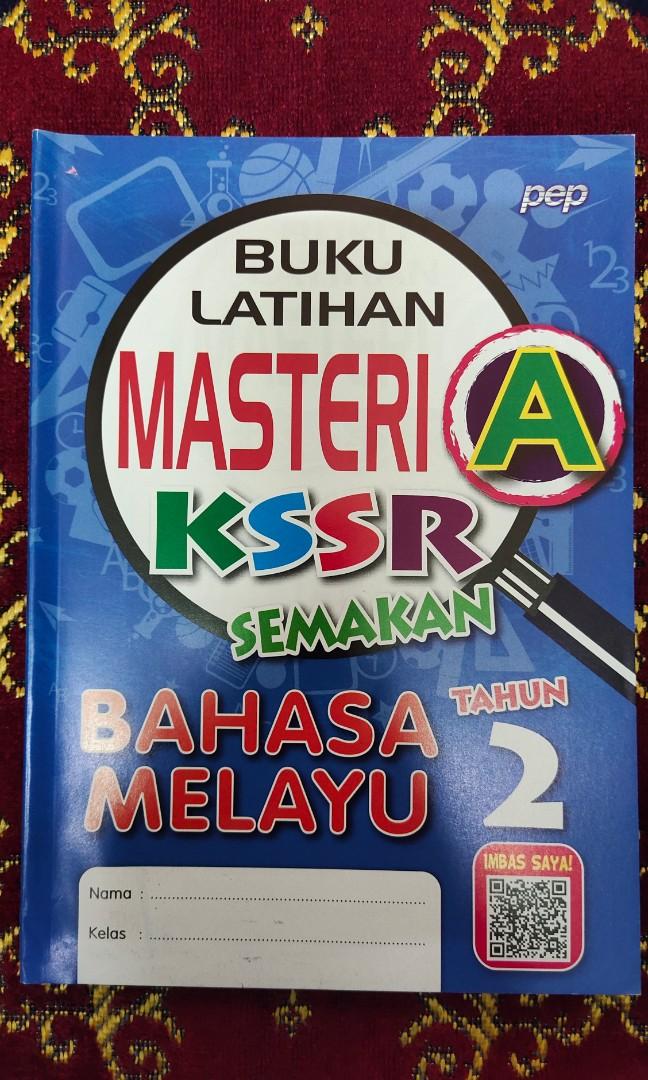 pep
BUKU
LATIHAN
MASTERI A
KSSR
SEMAKAN
BAHASA
MELAYU
TAHUN
2
IMBAS SAYA!
Nama :
Kelas :